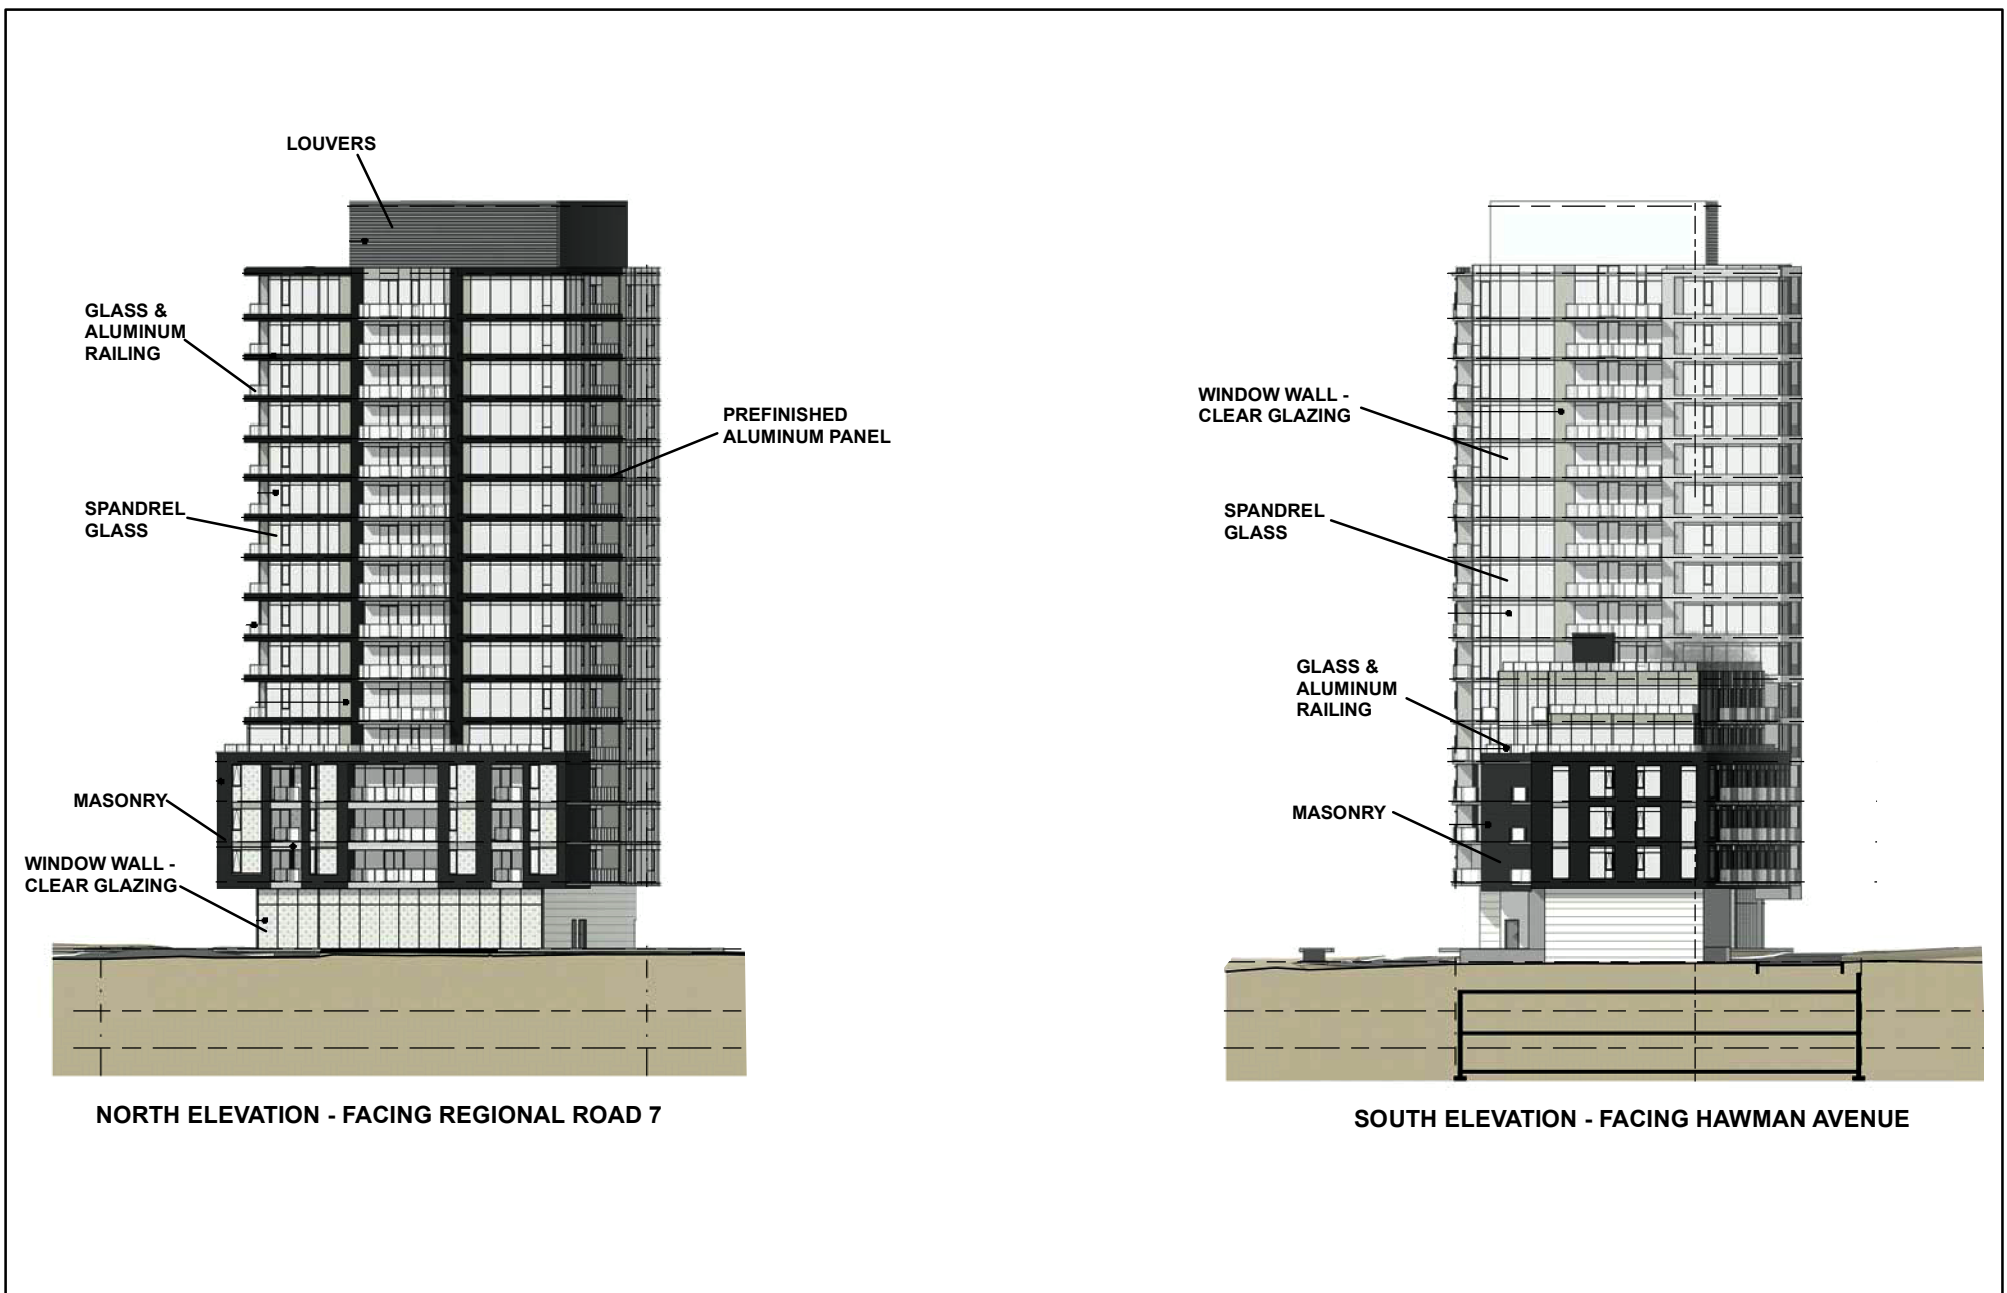 LOUVERS
GLASS &
ALUMINUM
RAILING
PREFINISHED
ALUMINUM PANEL
SPANDREL
GLASS
MASONRY
WINDOW WALL -
CLEAR GLAZING
NORTH ELEVATION - FACING REGIONAL ROAD 7
WINDOW WALL -
CLEAR GLAZING
SPANDREL
GLASS
GLASS &
ALUMINUM
RAILING
MASONRY
SOUTH ELEVATION - FACING HAWMAN AVENUE